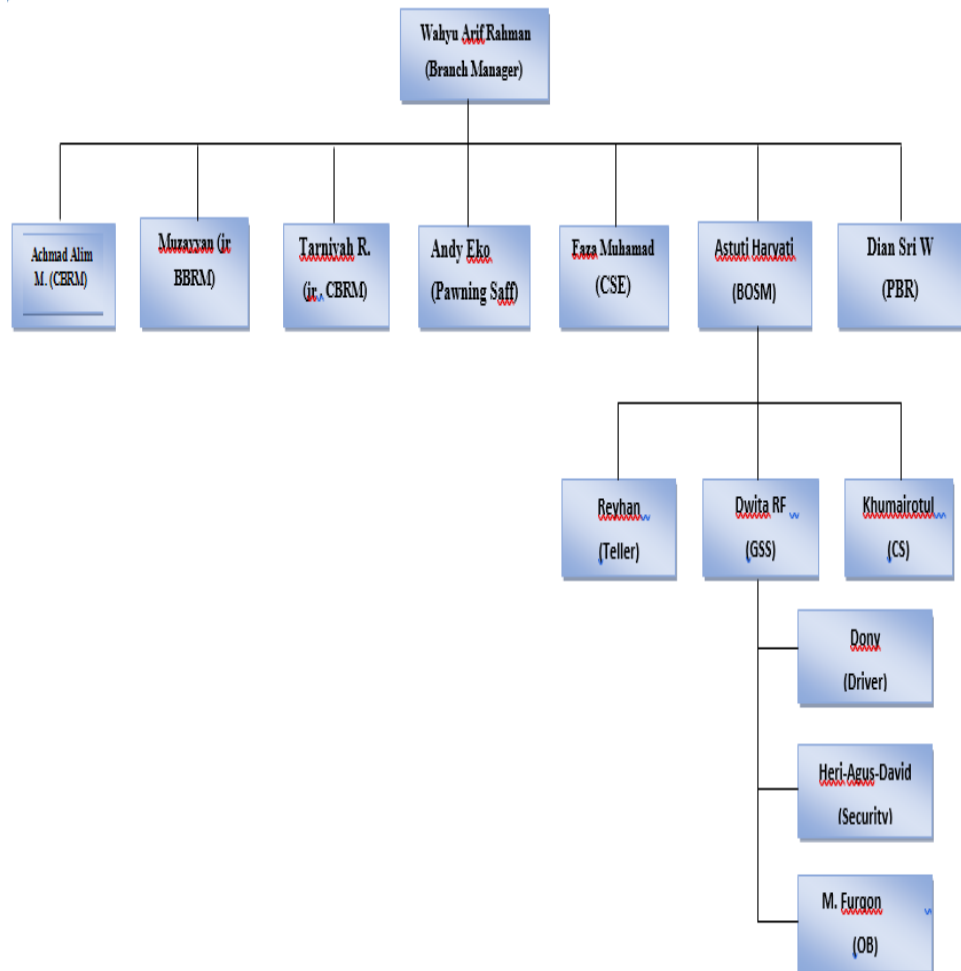 Wahyu Arif Rahman
(Branch Manager)
Achmad Alim
M. (CBRM)
Muzayyan (jr
BBRM)
Tarniyah R.
(jr . CBRM)
Andy Eko
(Pawning Saff)
Faza Muhamad
(CSE)
Astuti Haryati
(BOSM)
Dian Sri W
(PBR)
Reyhan
(Teller)
Dwita RF
(GSS)
Khumairotul
(CS)
Dony
(Driver)
Heri-Agus-David
(Security)
M. Furqon
(OB)